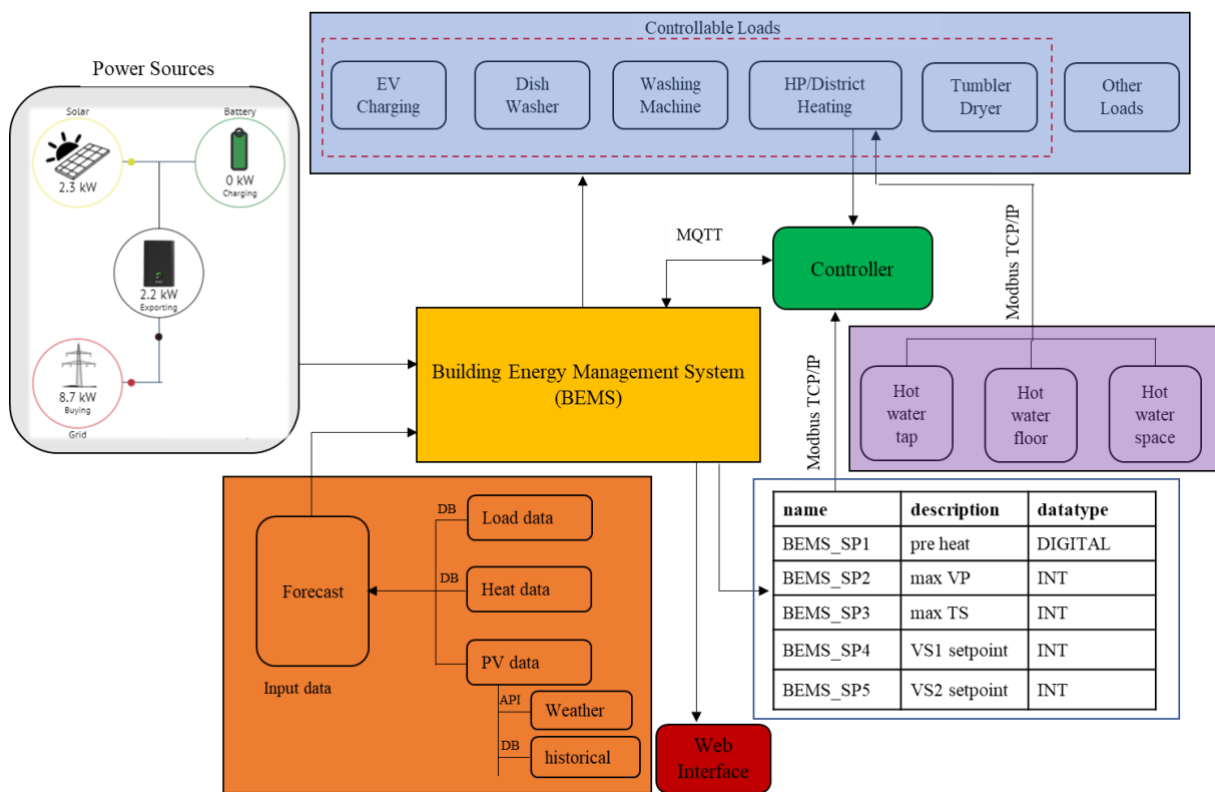 Controllable Loads
EV
Charging
Dish
Washer
Washing
Machine
HP/District
Heating
Tumbler
Dryer
Other
Loads
Power Sources
Solar
2.3 kW
Battery
0 kW
Charging
2.2 kW
Exporting
8.7 kW
Buying
Grid
MQTT
Controller
Modbus TCP/IP
Building Energy Management System
(BEMS)
Modbus TCP/IP
Hot
water
tap
Hot
water
floor
Hot
water
space
Forecast
Input data
DB
Load data
DB
Heat data
PV data
API
Weather
DB
historical
Web
Interface
name description datatype
BEMS_SP1 pre heat DIGITAL
BEMS_SP2 max VP INT
BEMS_SP3 max TS INT
BEMS_SP4 VS1 setpoint INT
BEMS_SP5 VS2 setpoint INT